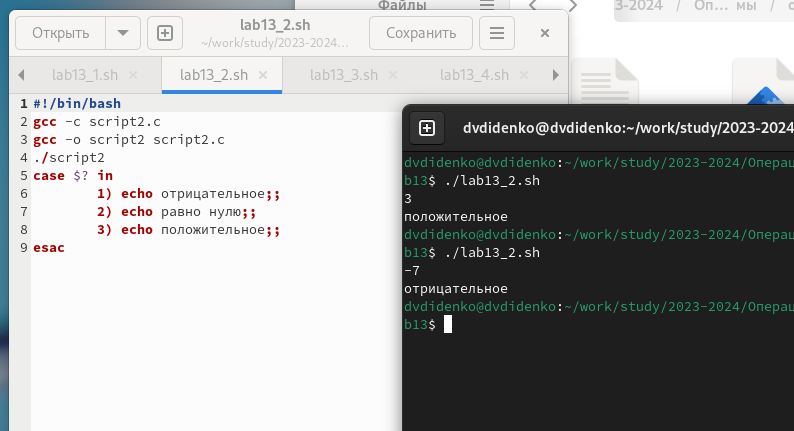 Файлы
3-2024 / Оп… мы /
Открыть
lab13_2.sh
~/work/study/2023-2024…
Сохранить
lab13_1.sh
lab13_2.sh
lab13_3.sh
lab13_4.sh
1 #!/bin/bash
2 gcc -c script2.c
3 gcc -o script2 script2.c
4 ./script2
5 case $? in
6 1) echo отрицательное;;
7 2) echo равно нулю;;
8 3) echo положительное;;
9 esac
dvdidenko@dvdidenko:~/work/study/2023-2024
dvdidenko@dvdidenko:~/work/study/2023-2024/Операц
b13$ ./lab13_2.sh
3
положительное
dvdidenko@dvdidenko:~/work/study/2023-2024/Операц
b13$ ./lab13_2.sh
-7
отрицательное
dvdidenko@dvdidenko:~/work/study/2023-2024/Операц
b13$